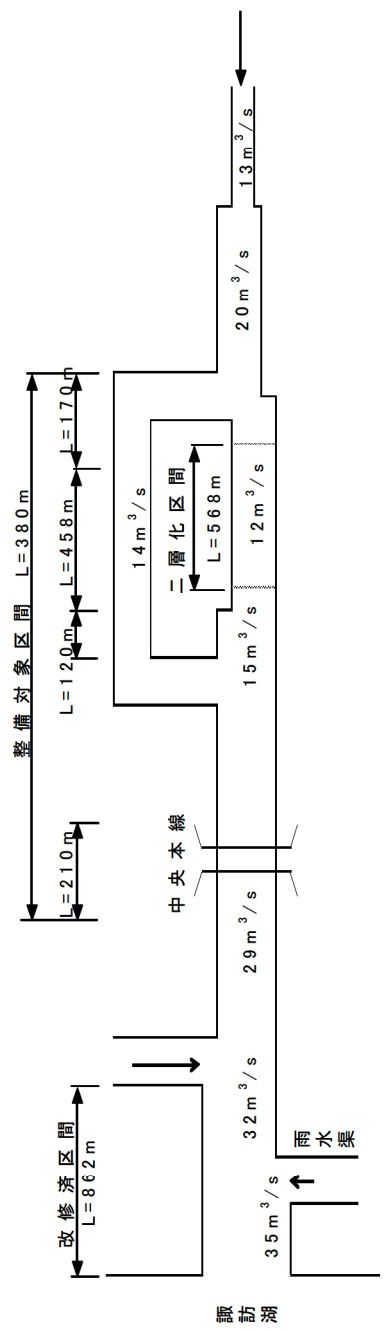 13m³/s
20m³/s
整備対象区間 L=380m
L=170m
L=458m
L=120m
L=210m
14m³/s
二層化区間
L=568m
12m³/s
15m³/s
中央本線
29m³/s
32m³/s
改修済区間
L=862m
雨水渠
35m³/s
諏訪湖